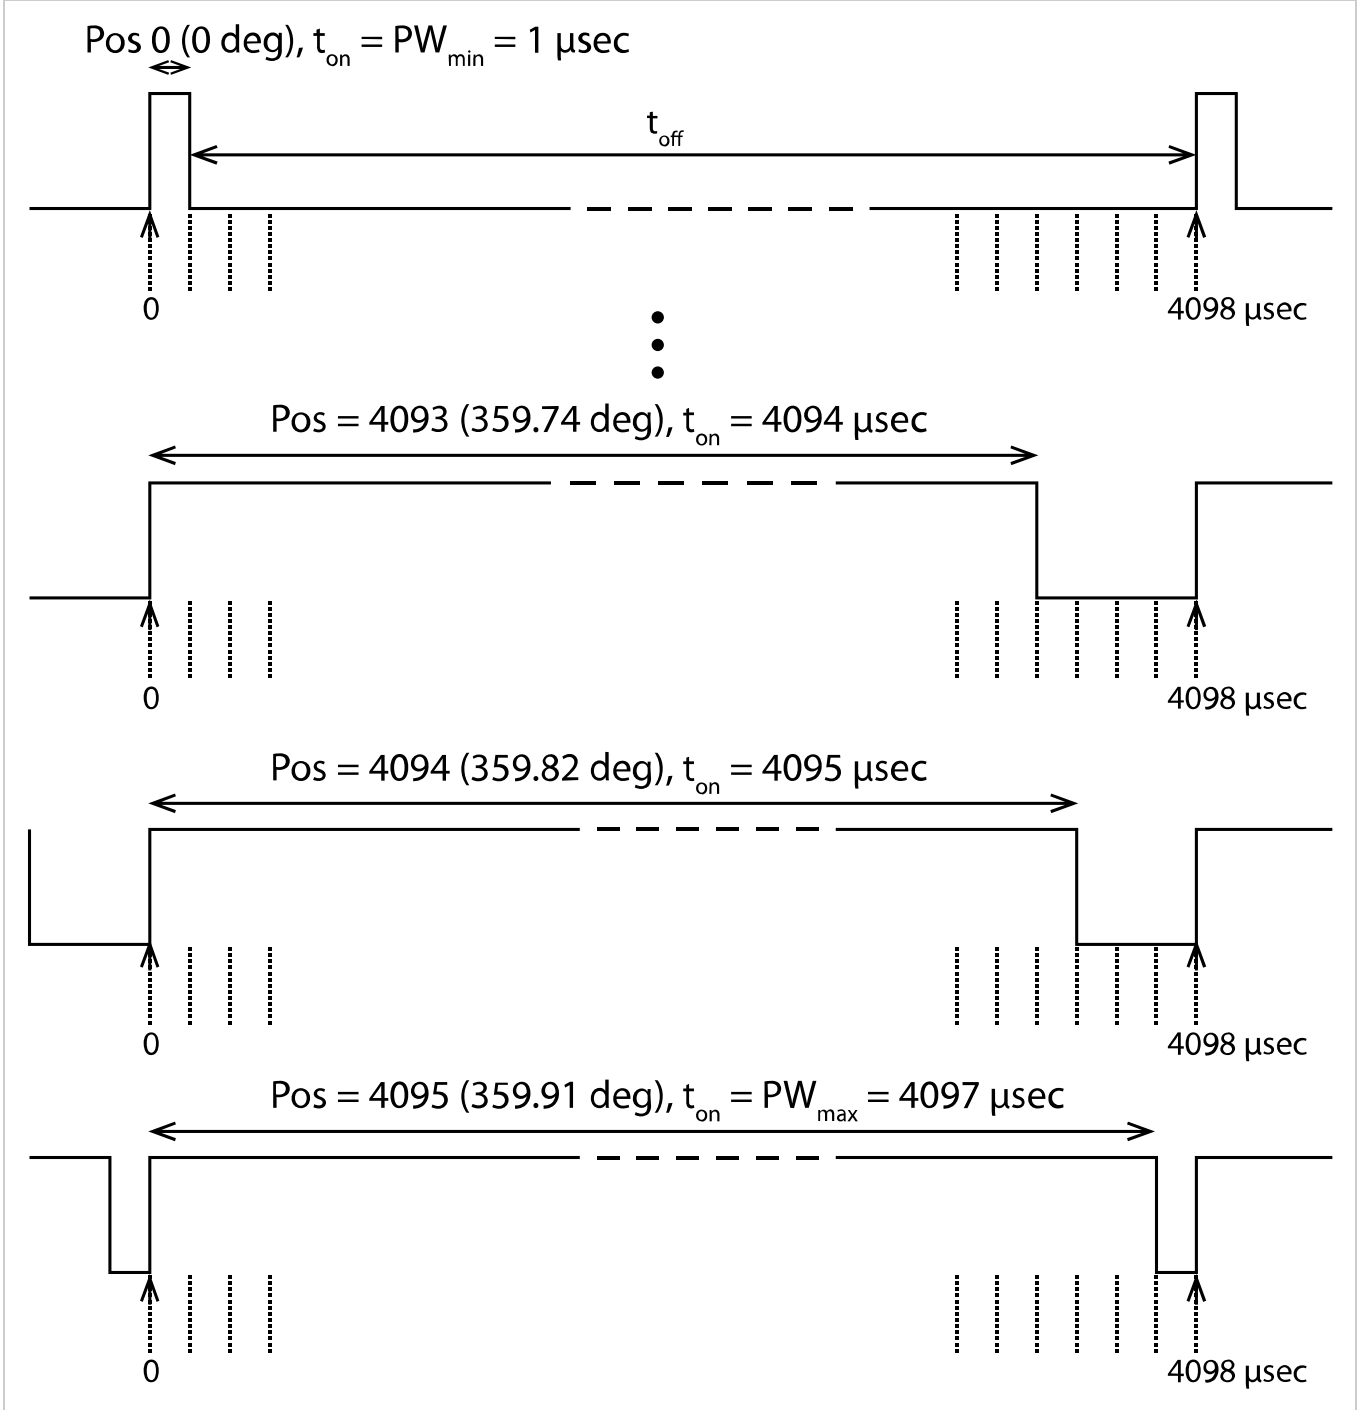 Pos 0 (0 deg), ton = PWmin = 1 µsec
toff
0
4098 µsec
Pos = 4093 (359.74 deg), ton = 4094 µsec
0
4098 µsec
Pos = 4094 (359.82 deg), ton = 4095 µsec
0
4098 µsec
Pos = 4095 (359.91 deg), ton = PWmax = 4097 µsec
0
4098 µsec